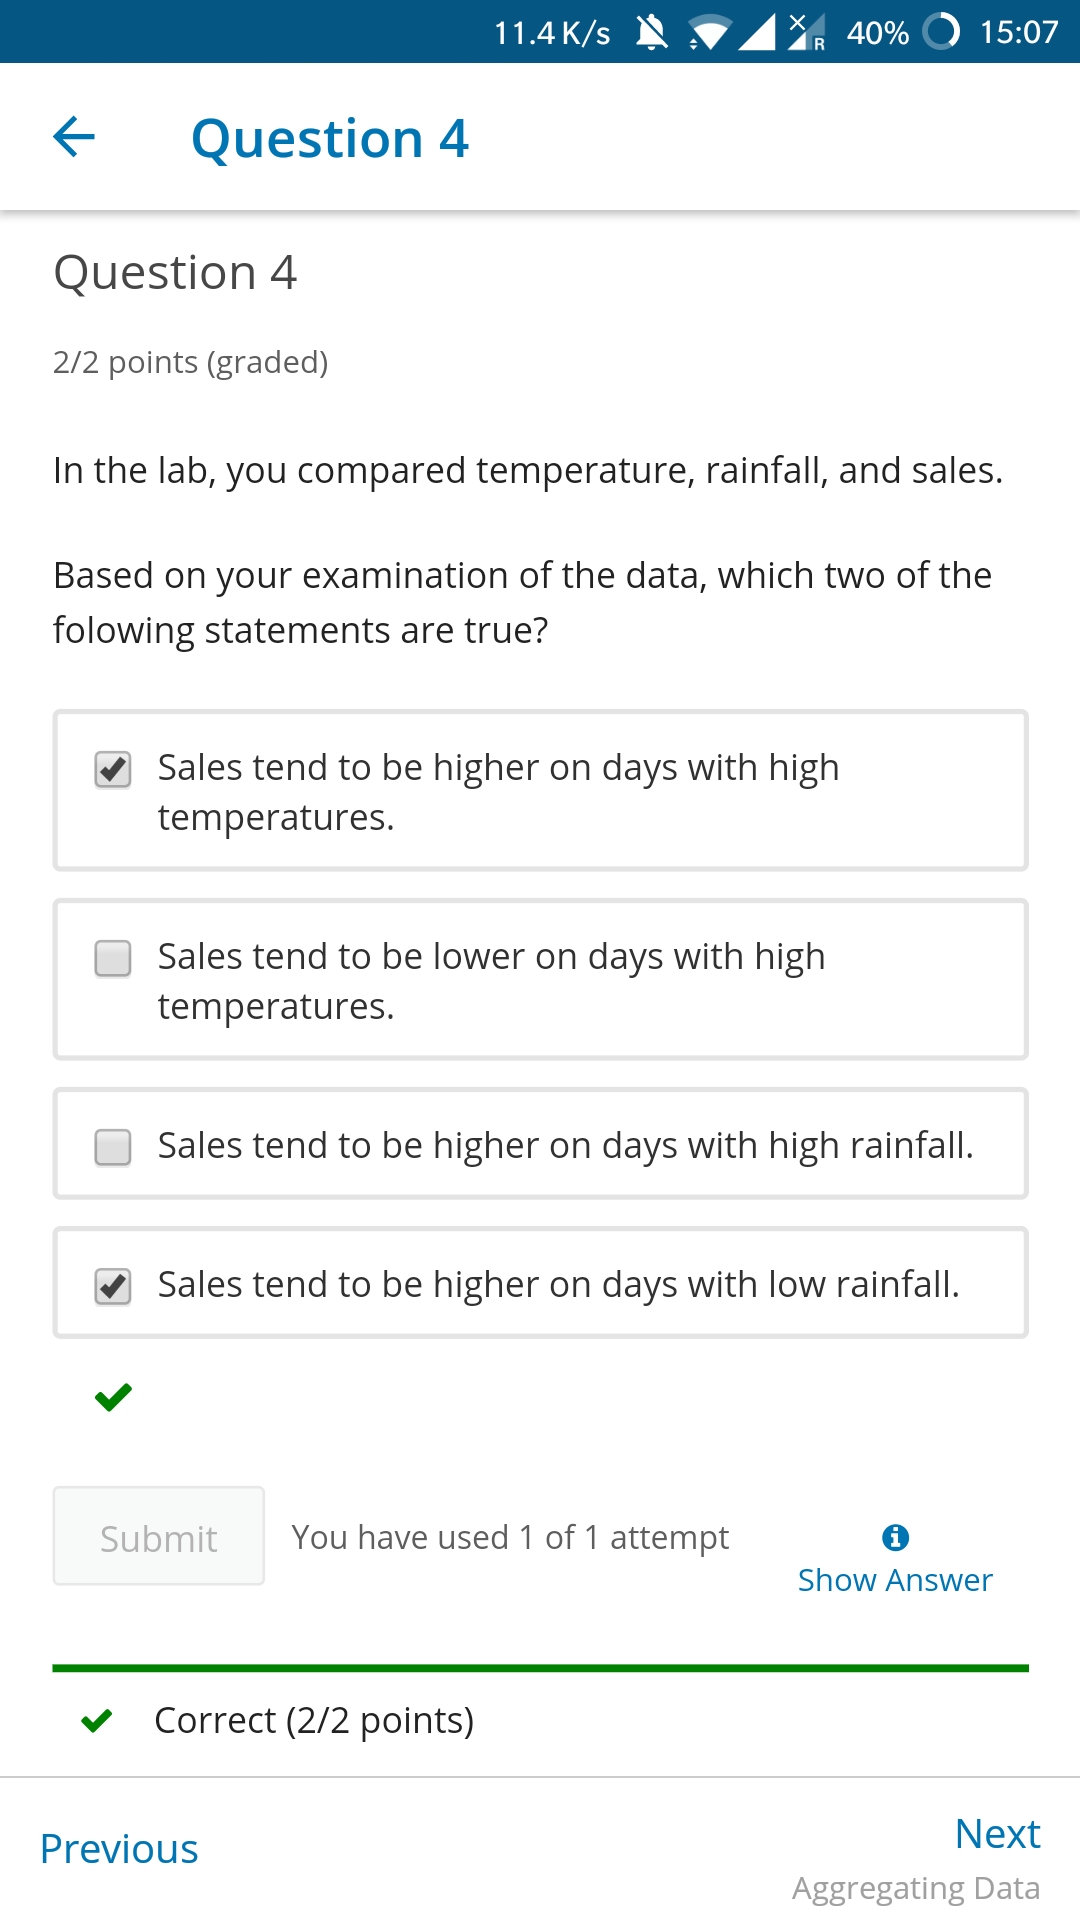 11.4 K/s R 40% 15:07
Question 4
Question 4
2/2 points (graded)
In the lab, you compared temperature, rainfall, and sales.
Based on your examination of the data, which two of the
folowing statements are true?
Sales tend to be higher on days with high
temperatures.
Sales tend to be lower on days with high
temperatures.
Sales tend to be higher on days with high rainfall.
Sales tend to be higher on days with low rainfall.
Submit You have used 1 of 1 attempt
Show Answer
Correct (2/2 points)
Previous
Next
Aggregating Data